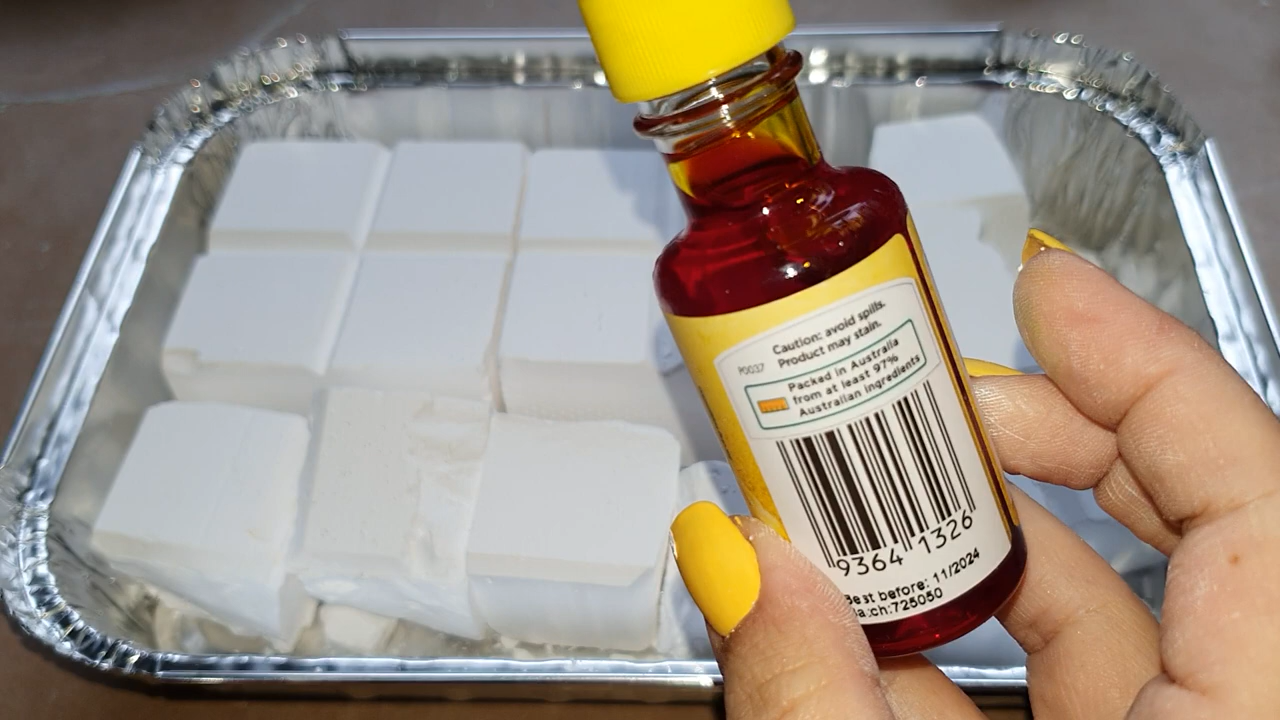 Caution: avoid spills.
Product may stain.
P0037
Packed in Australia
from at least 97%
Australian ingredients
9364 1326
Best before: 11/2024
725050